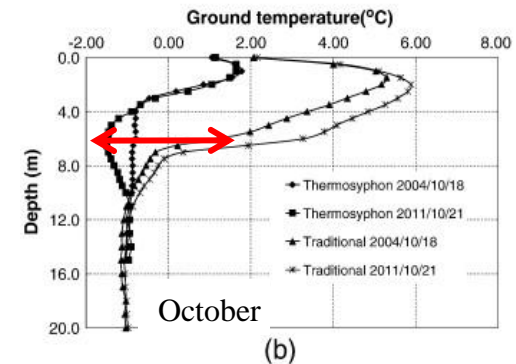 Ground temperature(°C)
-2.00 0.00 2.00 4.00 6.00 8.00
0.0
4.0
8.0
12.0
16.0
20.0
Depth (m)
Thermosyphon 2004/10/18
Thermosyphon 2011/10/21
Traditional 2004/10/18
Traditional 2011/10/21
October
(b)